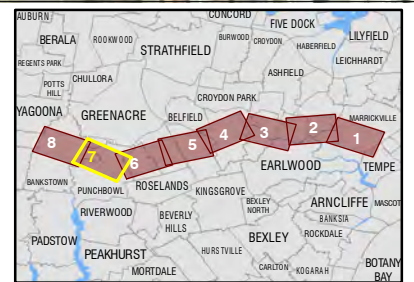 AUBURN
CONCORD
FIVE DOCK
BERALA
ROOKWOOD
BURWOOD
CROYDON
HABERFIELD
LILYFIELD
STRATHFIELD
REGENTS PARK
LEICHHARDT
CHULLORA
ASHFIELD
POTTS
HILL
CROYDON PARK
YAGOONA
GREENACRE
BELFIELD
MARRICKVILLE
8
7
6
5
4
3
2
1
EARLWOOD
TEMPE
BANKSTOWN
PUNCHBOWL
ROSELANDS
KINGSGROVE
RIVERWOOD
BEVERLY
HILLS
BEXLEY
NORTH
ARNCLIFFE
MASCOT
BANKSIA
PADSTOW
PEAKHURST
HURSTVILLE
BEXLEY
ROCKDALE
MORTDALE
CARLTON
KOGARAH
BOTANY
BAY